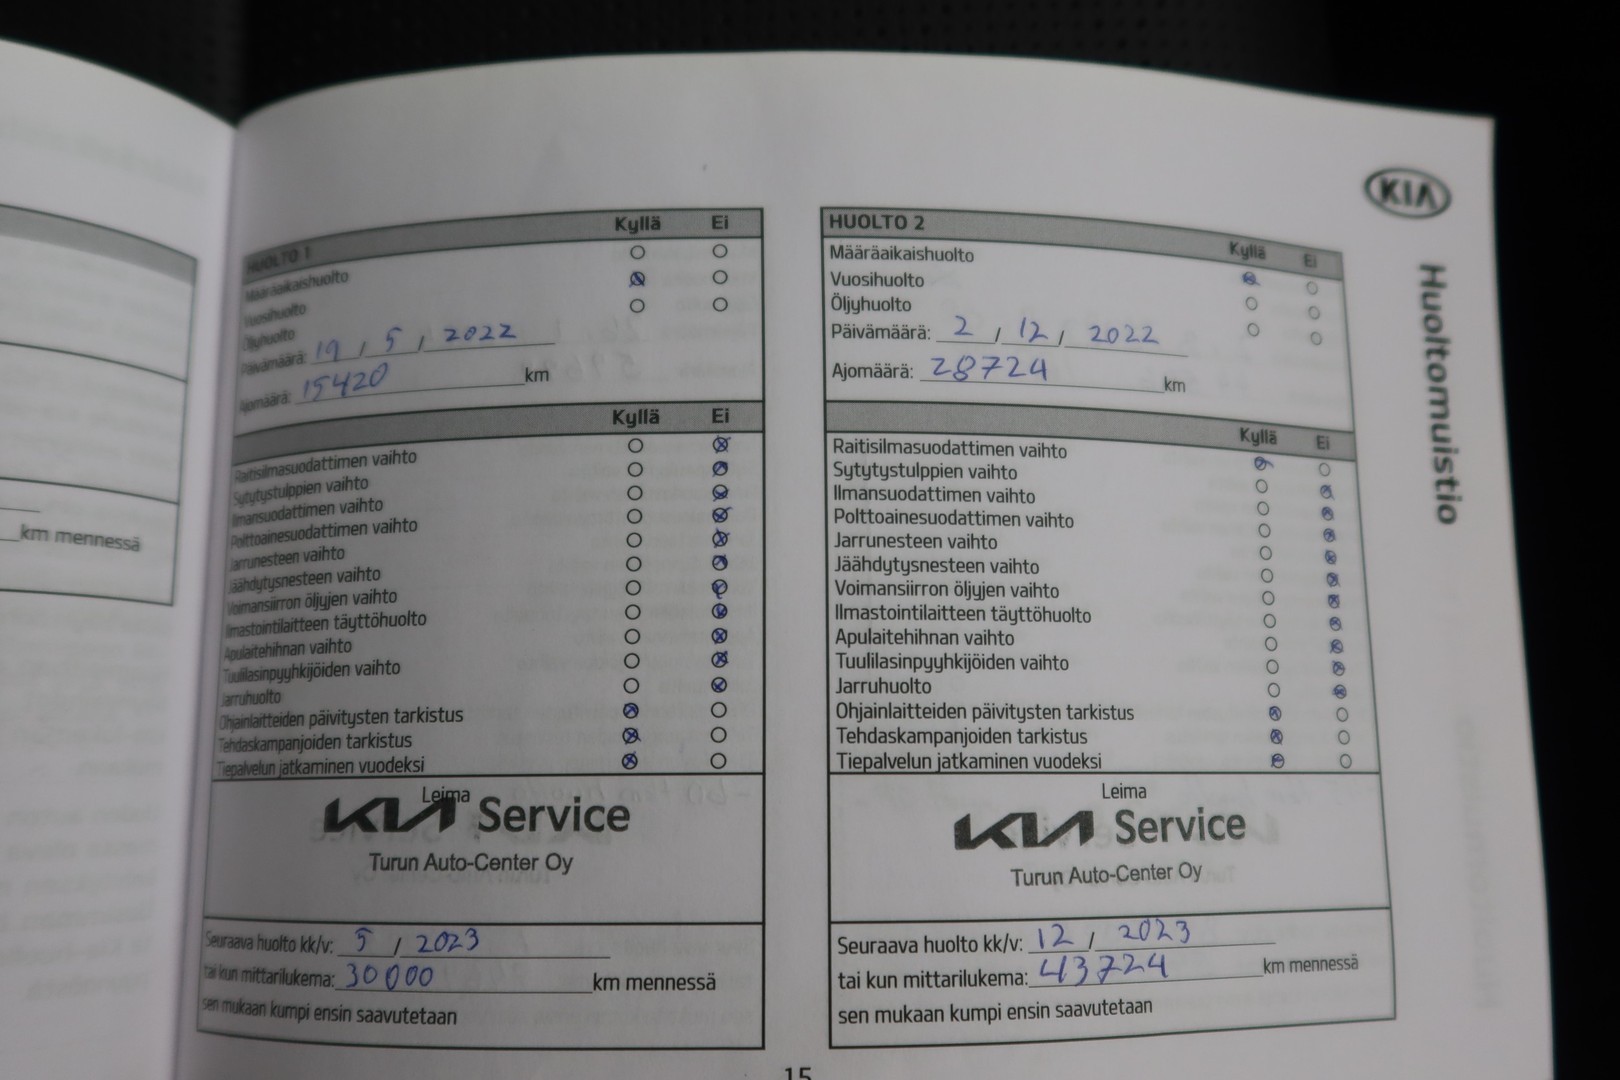 km mennessä
KIA
Huoltomuistio
HUOLTO 1 Kyllä Ei
Määräaikaishuolto
Vuosihuolto
Öljyhuolto
Päivämäärä: 19 / 5 / 2022
Ajomäärä: 15420 km
Kyllä Ei
Raitisilmasuodattimen vaihto
Sytytystulppien vaihto
Ilmansuodattimen vaihto
Polttoainesuodattimen vaihto
Jarrunesteen vaihto
Jäähdytysnesteen vaihto
Voimansiirron öljyjen vaihto
Ilmastointilaitteen täyttöhuolto
Apulaitehihnan vaihto
Tuulilasinpyyhkijöiden vaihto
Jarruhuolto
Ohjainlaitteiden päivitysten tarkistus
Tehdaskampanjoiden tarkistus
Tiepalvelun jatkaminen vuodeksi
Leima
KIA Service
Turun Auto-Center Oy
Seuraava huolto kk/v: 5 / 2023
tai kun mittarilukema: 30000 km mennessä
sen mukaan kumpi ensin saavutetaan
HUOLTO 2 Kyllä Ei
Määräaikaishuolto
Vuosihuolto
Öljyhuolto
Päivämäärä: 2 / 12 / 2022
Ajomäärä: 28724 km
Kyllä Ei
Raitisilmasuodattimen vaihto
Sytytystulppien vaihto
Ilmansuodattimen vaihto
Polttoainesuodattimen vaihto
Jarrunesteen vaihto
Jäähdytysnesteen vaihto
Voimansiirron öljyjen vaihto
Ilmastointilaitteen täyttöhuolto
Apulaitehihnan vaihto
Tuulilasinpyyhkijöiden vaihto
Jarruhuolto
Ohjainlaitteiden päivitysten tarkistus
Tehdaskampanjoiden tarkistus
Tiepalvelun jatkaminen vuodeksi
Leima
KIA Service
Turun Auto-Center Oy
Seuraava huolto kk/v: 12 / 2023
tai kun mittarilukema: 43724 km mennessä
sen mukaan kumpi ensin saavutetaan
15